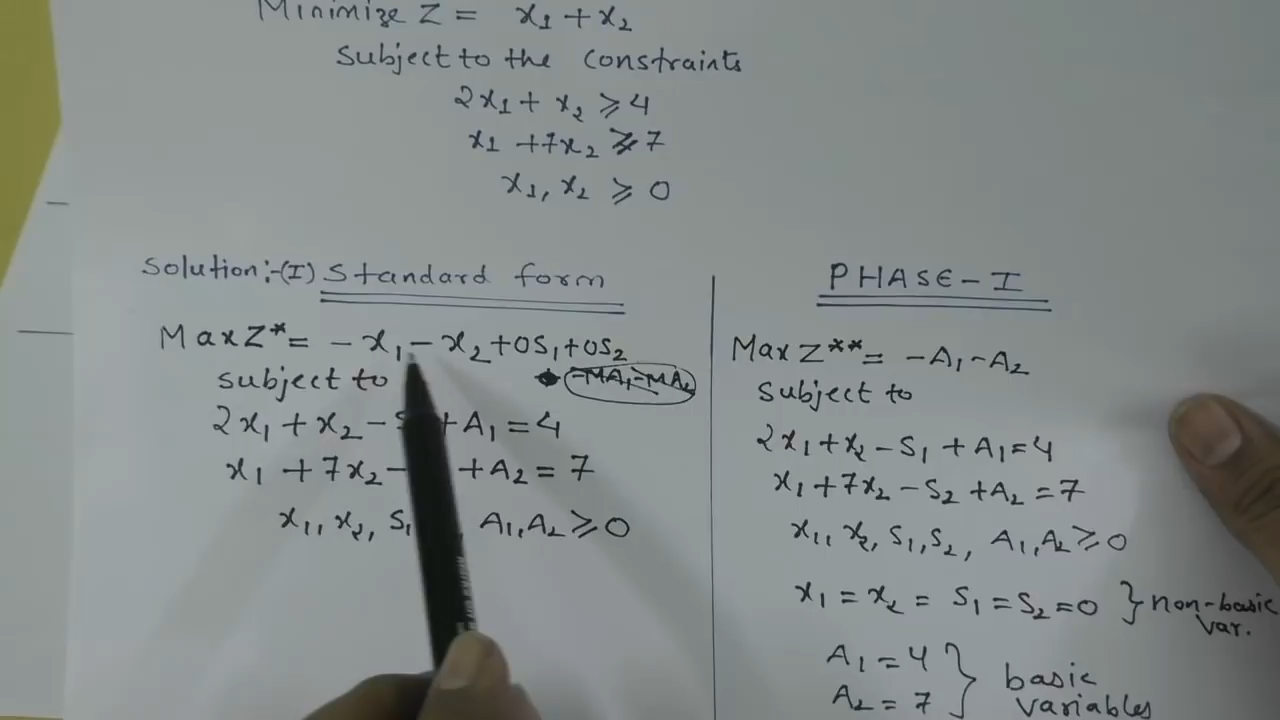 Minimize Z = x₁ + x₂
Subject to the constraints
2x₁ + x₂ ≥ 4
x₁ + 7x₂ ≥ 7
x₁, x₂ ≥ 0
Solution:-(I) Standard form
Max Z* = - x₁ - x₂ + 0S₁ + 0S₂
-MA₁ - MA₂
Subject to
2x₁ + x₂ - S + A₁ = 4
x₁ + 7x₂ - + A₂ = 7
x₁, x₂, S₁ A₁, A₂ ≥ 0
PHASE-I
Max Z** = -A₁ - A₂
Subject to
2x₁ + x₂ - S₁ + A₁ = 4
x₁ + 7x₂ - S₂ + A₂ = 7
x₁, x₂, S₁, S₂, A₁, A₂ ≥ 0
x₁ = x₂ = S₁ = S₂ = 0 } non-basic var.
A₁ = 4
A₂ = 7
} basic variables